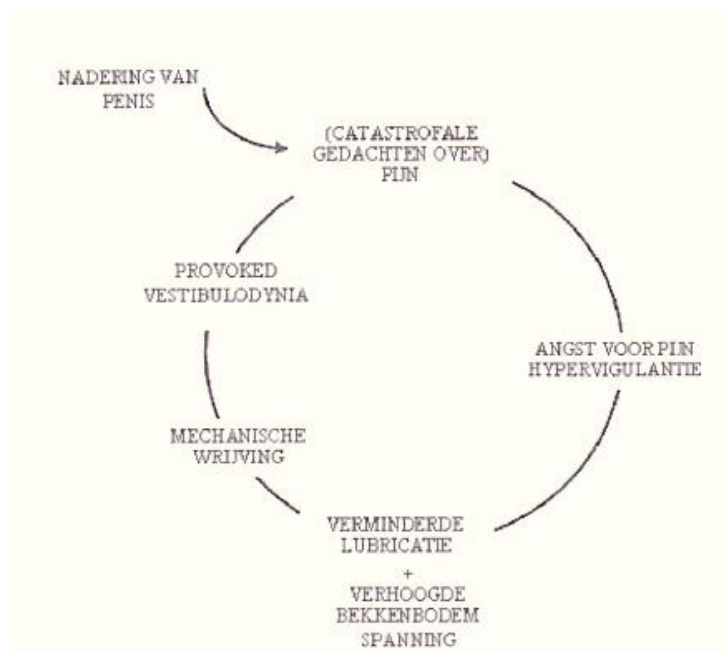 NADERING VAN
PENIS
(CATASTROFALE
GEDACHTEN OVER)
PIJN
PROVOKED
VESTIBULODYNIA
ANGST VOOR PIJN
HYPERVIGULANTIE
MECHANISCHE
WRIJVING
VERMINDERDE
LUBRICATIE
+
VERHOOGDE
BEKKENBODEM
SPANNING